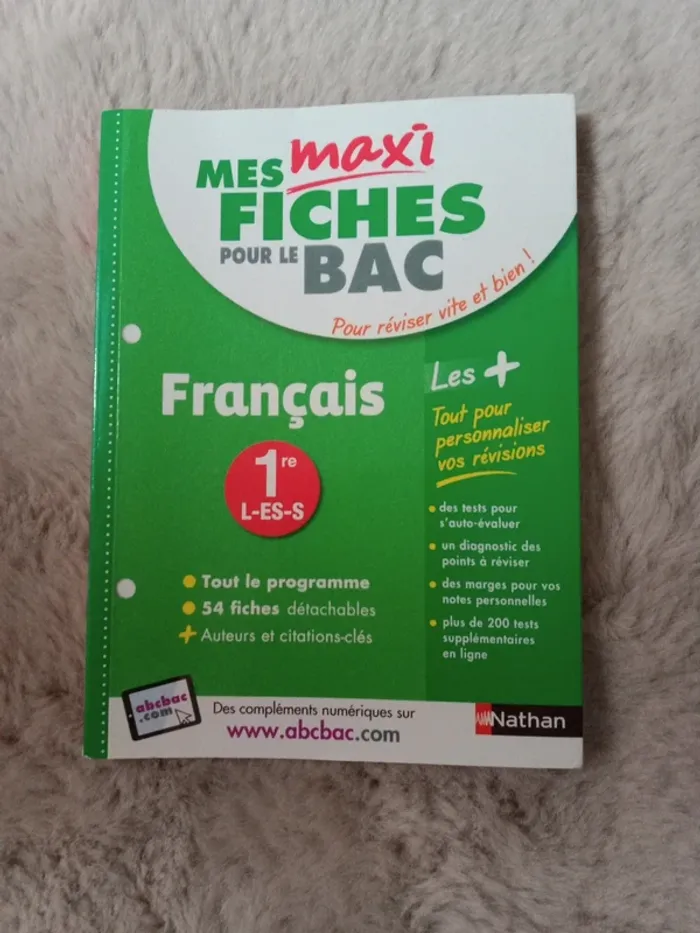 MES maxi
FICHES
POUR LE BAC
Pour réviser vite et bien !
Français
1re
L-ES-S
Tout le programme
54 fiches détachables
+ Auteurs et citations-clés
Les +
Tout pour
personnaliser
vos révisions
des tests pour
s'auto-évaluer
un diagnostic des
points à réviser
des marges pour vos
notes personnelles
plus de 200 tests
supplémentaires
en ligne
abcbac
.com
Des compléments numériques sur
www.abcbac.com
Nathan